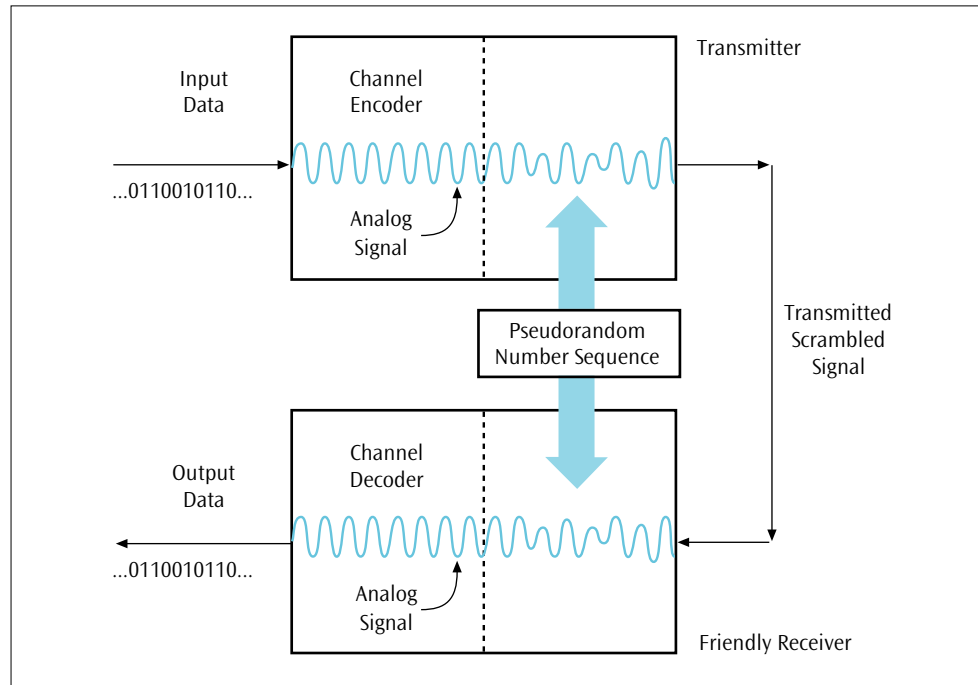 Transmitter
Input
Data
Channel
Encoder
...0110010110...
Analog
Signal
Pseudorandom
Number Sequence
Transmitted
Scrambled
Signal
Output
Data
Channel
Decoder
...0110010110...
Analog
Signal
Friendly Receiver